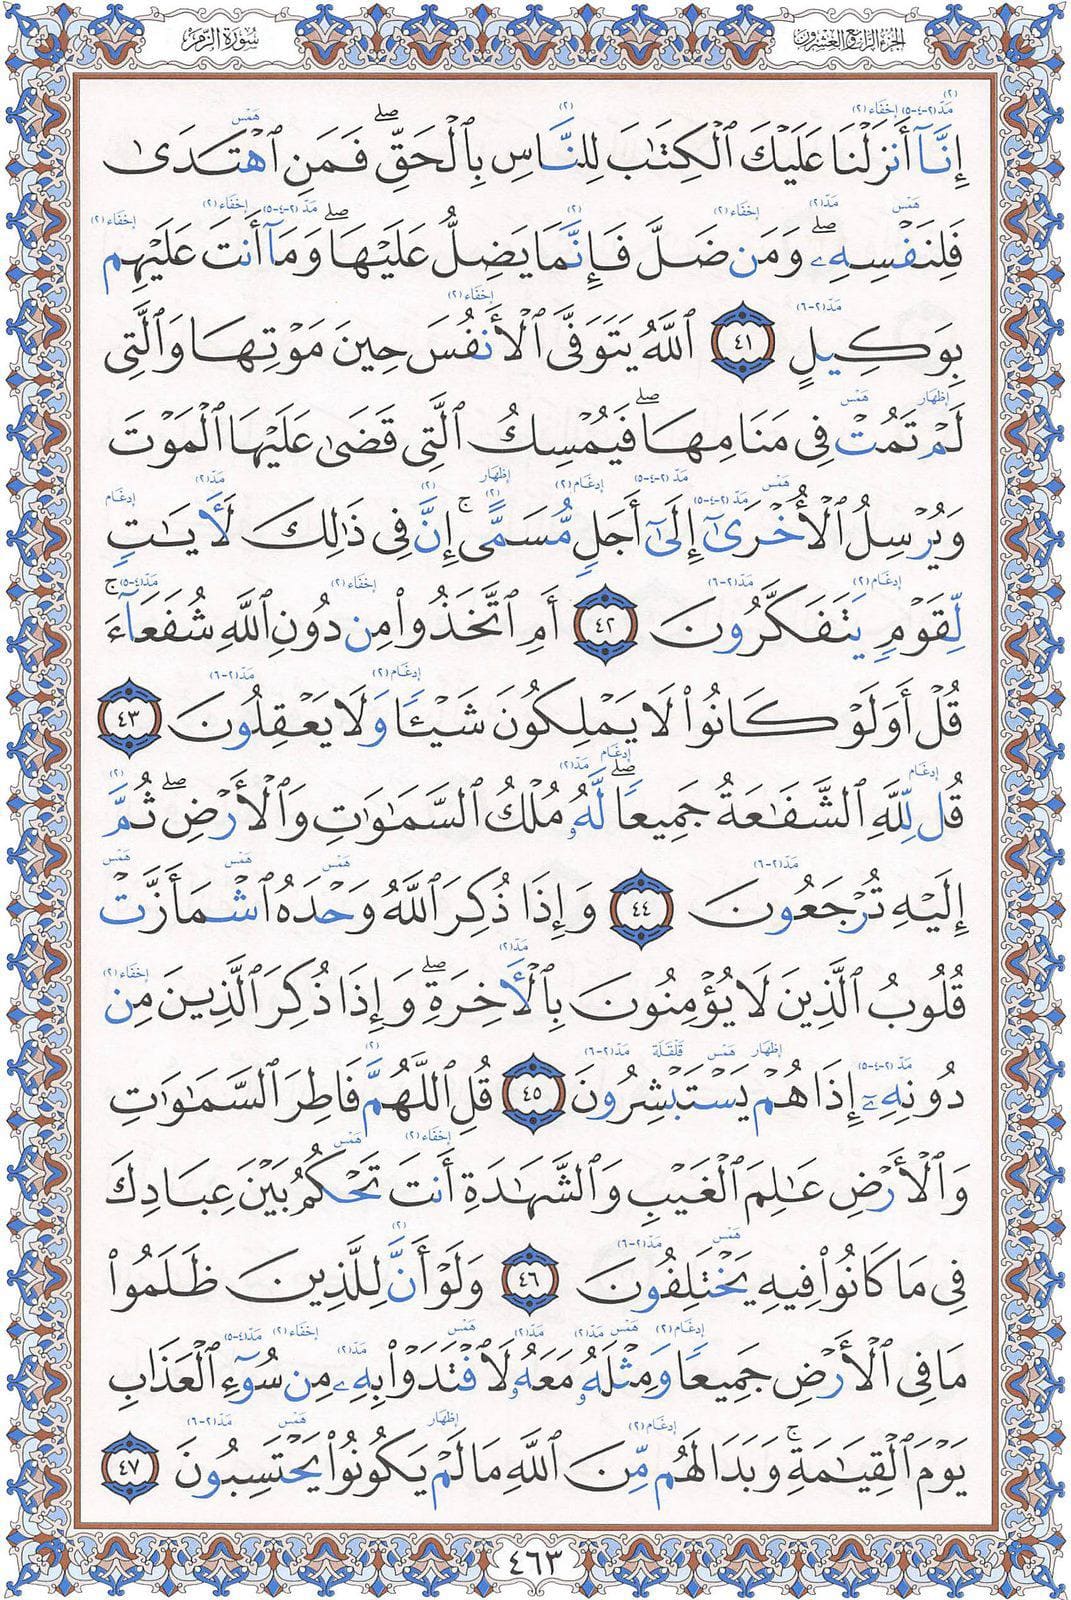 الجزء الرابع والعشرون
سورة الزمر
إِنَّآ أَنزَلْنَا عَلَيْكَ ٱلْكِتَٰبَ لِلنَّاسِ بِٱلْحَقِّ ۖ فَمَنِ ٱهْتَدَىٰ
فَلِنَفْسِهِۦ ۖ وَمَن ضَلَّ فَإِنَّمَا يَضِلُّ عَلَيْهَا ۖ وَمَآ أَنتَ عَلَيْهِم
بِوَكِيلٍ ٤١ ٱللَّهُ يَتَوَفَّى ٱلْأَنفُسَ حِينَ مَوْتِهَا وَٱلَّتِى
لَمْ تَمُتْ فِى مَنَامِهَا ۖ فَيُمْسِكُ ٱلَّتِى قَضَىٰ عَلَيْهَا ٱلْمَوْتَ
وَيُرْسِلُ ٱلْأُخْرَىٰٓ إِلَىٰٓ أَجَلٍ مُّسَمًّى ۚ إِنَّ فِى ذَٰلِكَ لَـَٔايَٰتٍ
لِّقَوْمٍ يَتَفَكَّرُونَ ٤٢ أَمِ ٱتَّخَذُوا۟ مِن دُونِ ٱللَّهِ شُفَعَآءَ ۚ
قُلْ أَوَلَوْ كَانُوا۟ لَا يَمْلِكُونَ شَيْـًٔا وَلَا يَعْقِلُونَ ٤٣
قُل لِّلَّهِ ٱلشَّفَٰعَةُ جَمِيعًا ۖ لَّهُۥ مُلْكُ ٱلسَّمَٰوَٰتِ وَٱلْأَرْضِ ۖ ثُمَّ
إِلَيْهِ تُرْجَعُونَ ٤٤ وَإِذَا ذُكِرَ ٱللَّهُ وَحْدَهُ ٱشْمَأَزَّتْ
قُلُوبُ ٱلَّذِينَ لَا يُؤْمِنُونَ بِٱلْـَٔاخِرَةِ ۖ وَإِذَا ذُكِرَ ٱلَّذِينَ مِن
دُونِهِۦٓ إِذَا هُمْ يَسْتَبْشِرُونَ ٤٥ قُلِ ٱللَّهُمَّ فَاطِرَ ٱلسَّمَٰوَٰتِ
وَٱلْأَرْضِ عَٰلِمَ ٱلْغَيْبِ وَٱلشَّهَٰدَةِ أَنتَ تَحْكُمُ بَيْنَ عِبَادِكَ
فِى مَا كَانُوا۟ فِيهِ يَخْتَلِفُونَ ٤٦ وَلَوْ أَنَّ لِلَّذِينَ ظَلَمُوا۟
مَا فِى ٱلْأَرْضِ جَمِيعًا وَمِثْلَهُۥ مَعَهُۥ لَٱفْتَدَوْا۟ بِهِۦ مِن سُوٓءِ ٱلْعَذَابِ
يَوْمَ ٱلْقِيَٰمَةِ ۚ وَبَدَا لَهُم مِّنَ ٱللَّهِ مَا لَمْ يَكُونُوا۟ يَحْتَسِبُونَ ٤٧
٤٦٣